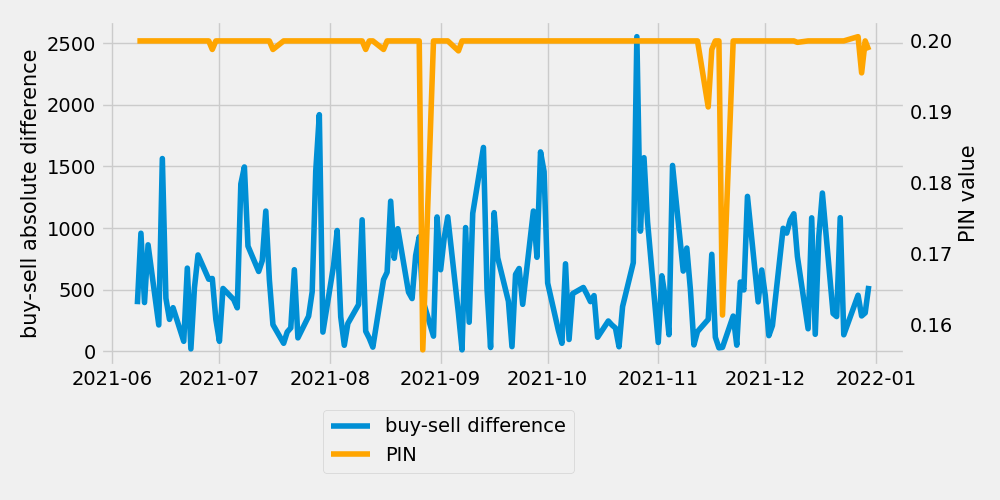 2500
2000
1500
1000
500
0
buy-sell absolute difference
0.20
0.19
0.18
0.17
0.16
PIN value
2021-06 2021-07 2021-08 2021-09 2021-10 2021-11 2021-12 2022-01
buy-sell difference
PIN